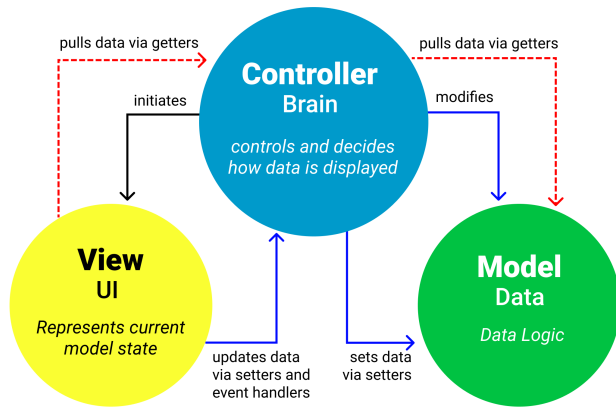 pulls data via getters
pulls data via getters
Controller
Brain
controls and decides
how data is displayed
initiates
modifies
View
UI
Represents current
model state
Model
Data
Data Logic
updates data
via setters and
event handlers
sets data
via setters